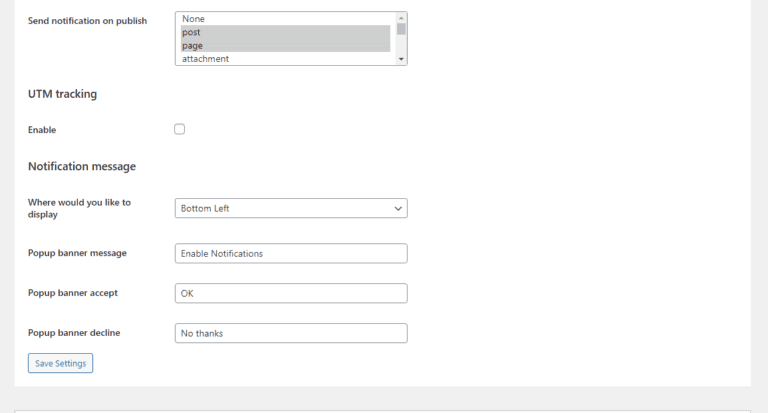 Send notification on publish
None
post
page
attachment
UTM tracking
Enable
Notification message
Where would you like to
display
Bottom Left
Popup banner message
Enable Notifications
Popup banner accept
OK
Popup banner decline
No thanks
Save Settings